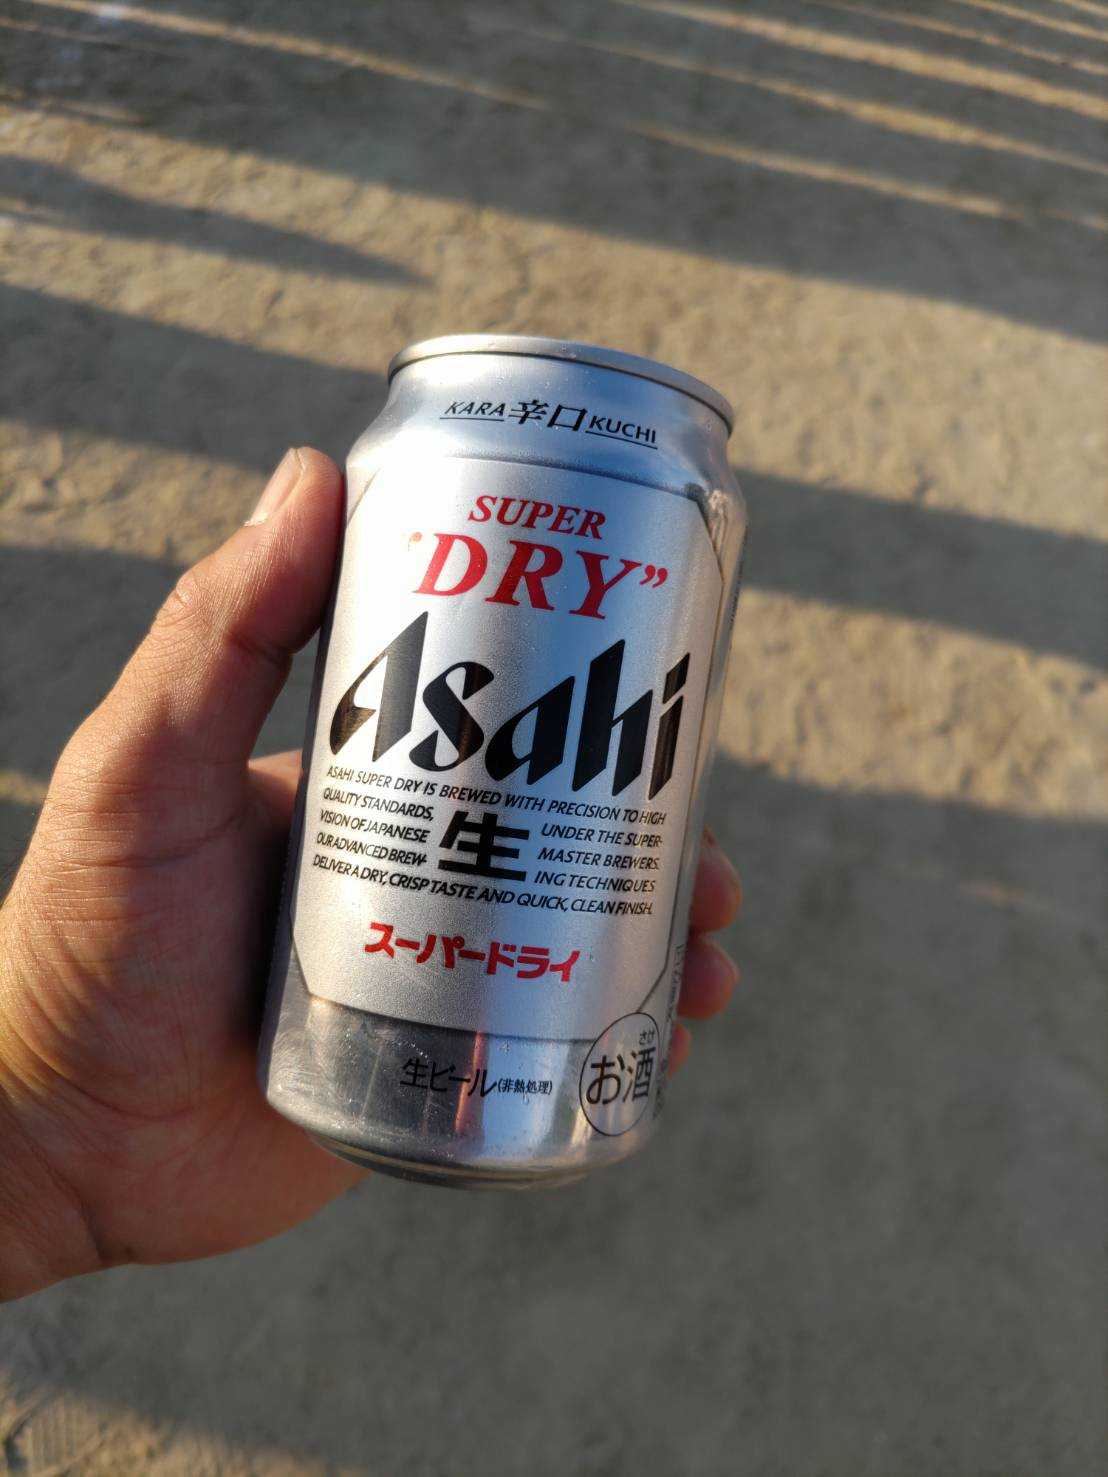 KARA 辛口 KUCHI
SUPER
"DRY"
Asahi
ASAHI SUPER DRY IS BREWED WITH PRECISION TO HIGH
QUALITY STANDARDS, UNDER THE SUPER-
VISION OF JAPANESE MASTER BREWERS.
OUR ADVANCED BREW- ING TECHNIQUES
DELIVER A DRY, CRISP TASTE AND QUICK, CLEAN FINISH.
生
スーパードライ
生ビール(非熱処理)
さけ
お酒